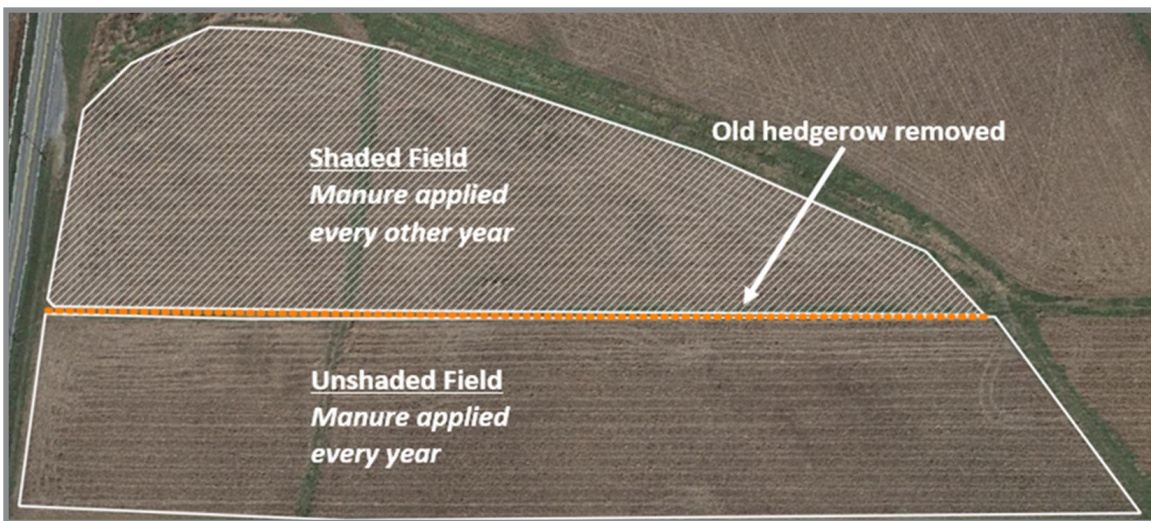 Old hedgerow removed
Shaded Field
Manure applied
every other year
Unshaded Field
Manure applied
every year